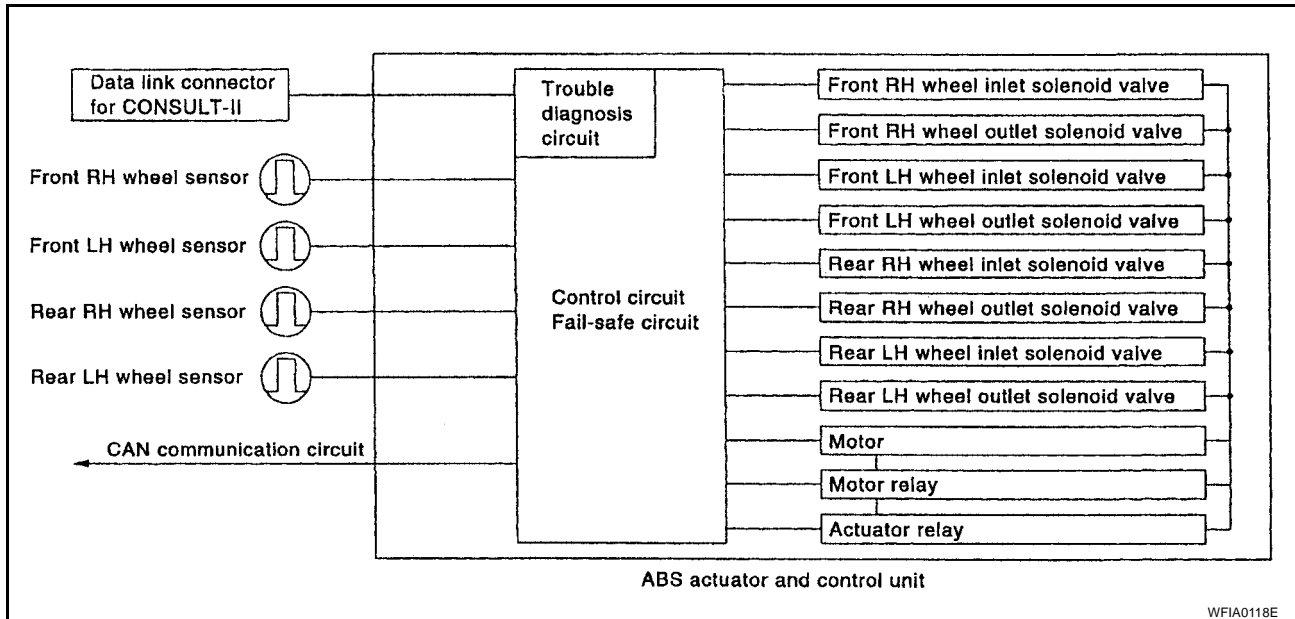 Data link connector
for CONSULT-II
Front RH wheel sensor
Front LH wheel sensor
Rear RH wheel sensor
Rear LH wheel sensor
CAN communication circuit
Trouble
diagnosis
circuit
Control circuit
Fail-safe circuit
Front RH wheel inlet solenoid valve
Front RH wheel outlet solenoid valve
Front LH wheel inlet solenoid valve
Front LH wheel outlet solenoid valve
Rear RH wheel inlet solenoid valve
Rear RH wheel outlet solenoid valve
Rear LH wheel inlet solenoid valve
Rear LH wheel outlet solenoid valve
Motor
Motor relay
Actuator relay
ABS actuator and control unit
WFIA0118E